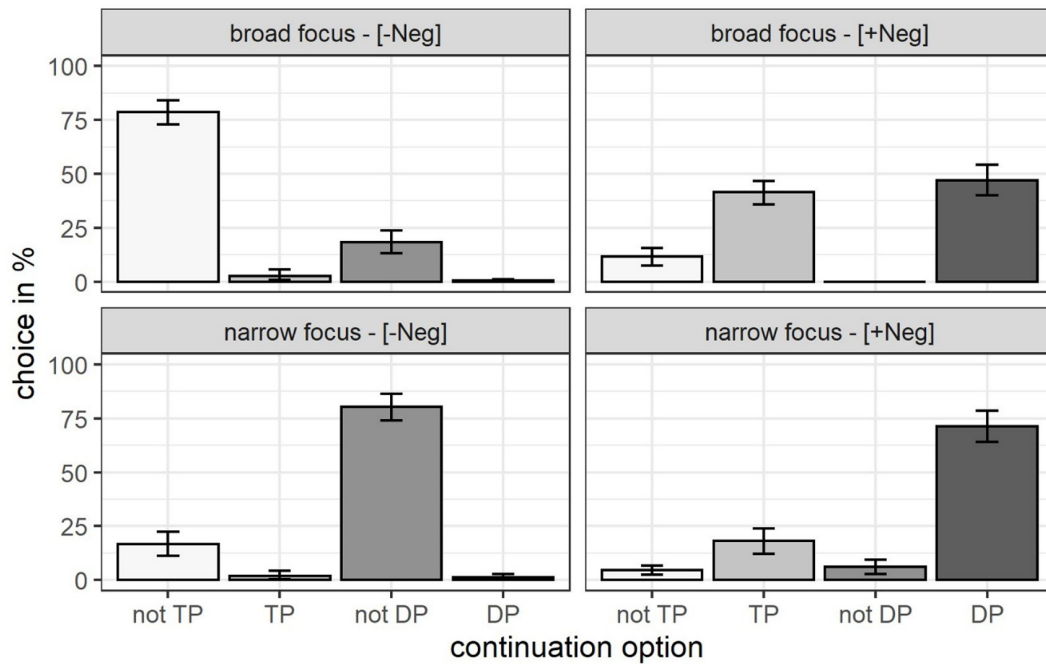 broad focus - [-Neg]
broad focus - [+Neg]
100
75
50
25
0
narrow focus - [-Neg]
narrow focus - [+Neg]
100
75
50
25
0
choice in %
not TP TP not DP DP
not TP TP not DP DP
continuation option